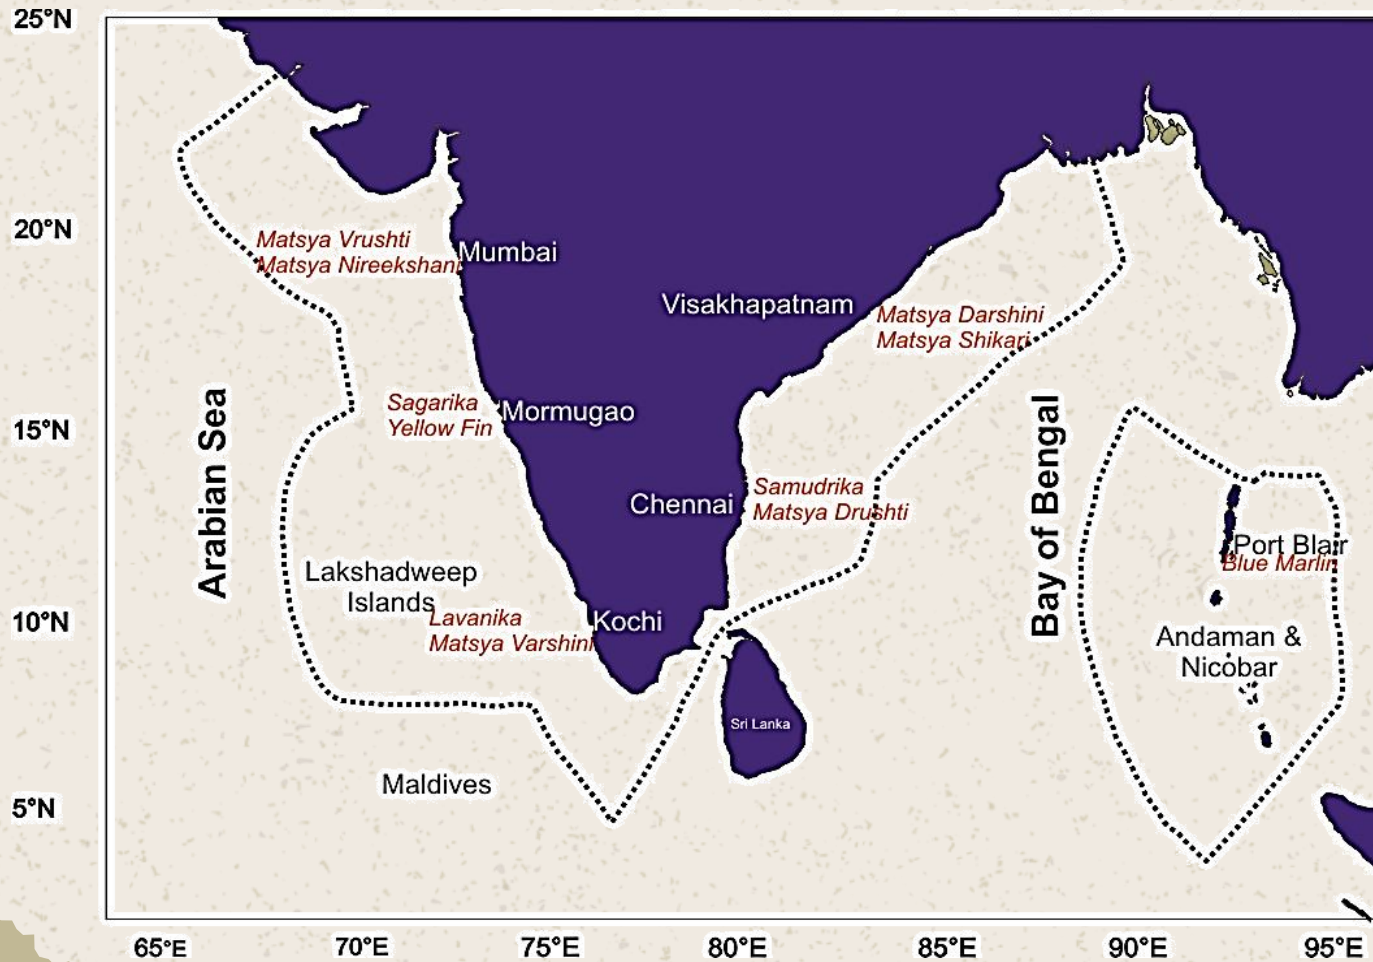 25°N
20°N
15°N
10°N
5°N
65°E
70°E
75°E
80°E
85°E
90°E
95°E
Matsya Vrushti
Matsya Nireekshani
Mumbai
Visakhapatnam
Matsya Darshini
Matsya Shikari
Sagarika
Yellow Fin
Mormugao
Arabian Sea
Chennai
Samudrika
Matsya Drushti
Bay of Bengal
Port Blair
Blue Marlin
Lakshadweep
Islands
Lavanika
Matsya Varshini
Kochi
Andaman &
Nicobar
Sri Lanka
Maldives